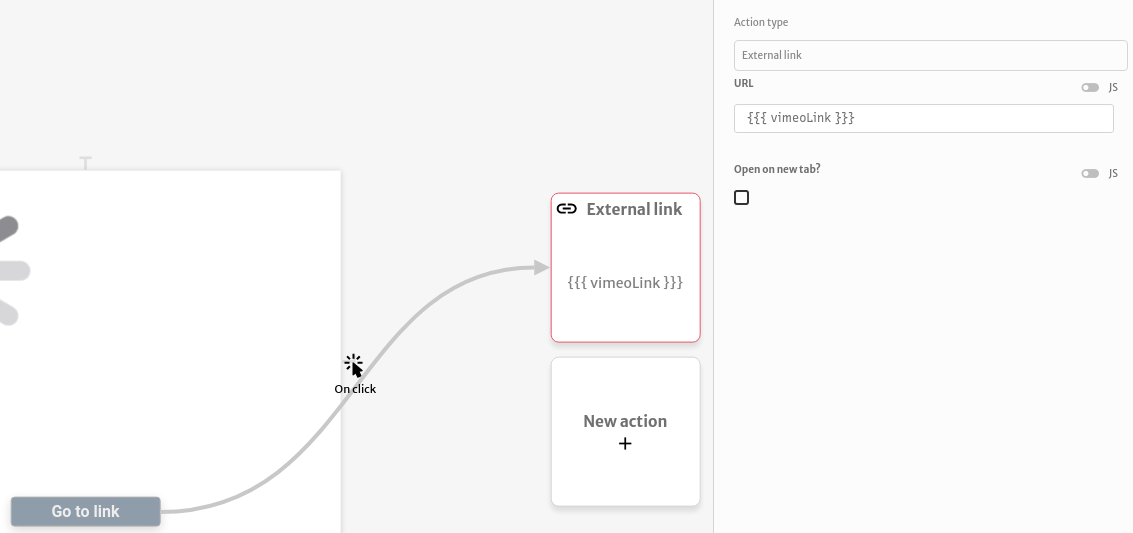 Action type
External link
URL
JS
{{{ vimeoLink }}}
Open on new tab?
JS
External link
{{{ vimeoLink }}}
On click
New action
+
Go to link